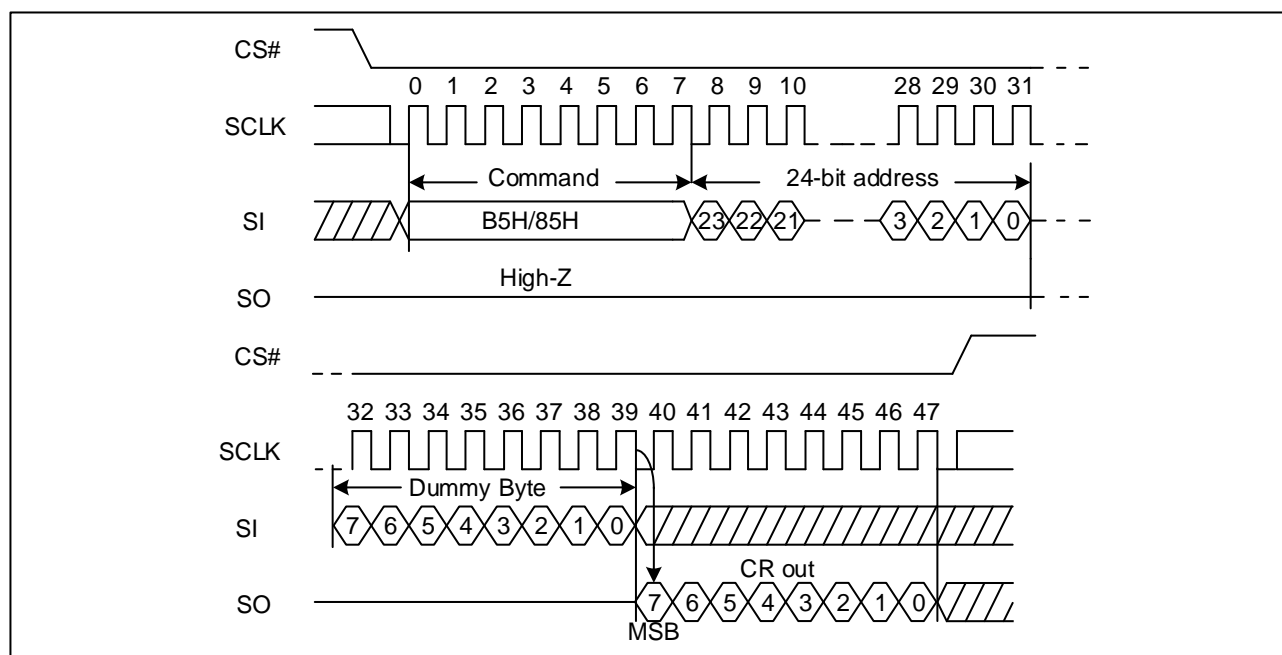 CS#
0 1 2 3 4 5 6 7 8 9 10 28 29 30 31
SCLK
Command 24-bit address
SI B5H/85H 23 22 21 3 2 1 0
High-Z
SO
CS#
32 33 34 35 36 37 38 39 40 41 42 43 44 45 46 47
SCLK
Dummy Byte
SI 7 6 5 4 3 2 1 0
CR out
SO 7 6 5 4 3 2 1 0
MSB